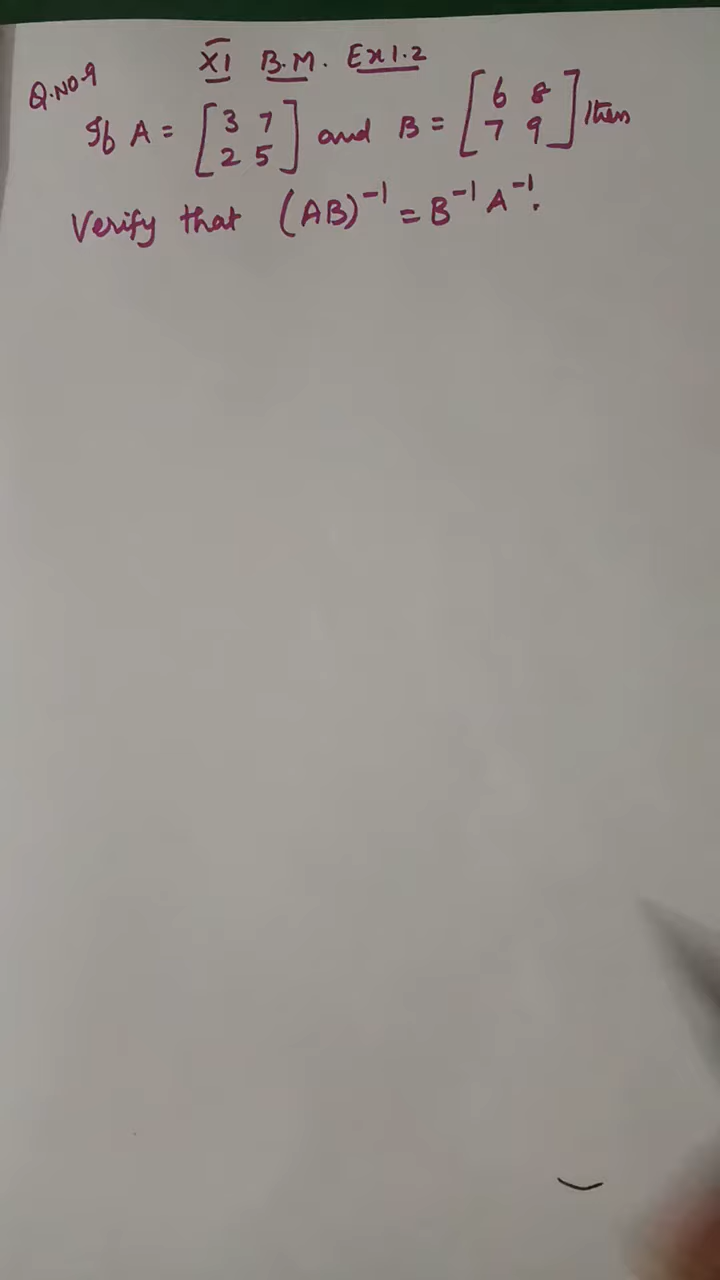 XI B.M. Ex1.2
Q.NO.9
If A = [3 7 and B = [6 8 then
2 5] 7 9]
Verify that (AB)⁻¹ = B⁻¹ A⁻¹.